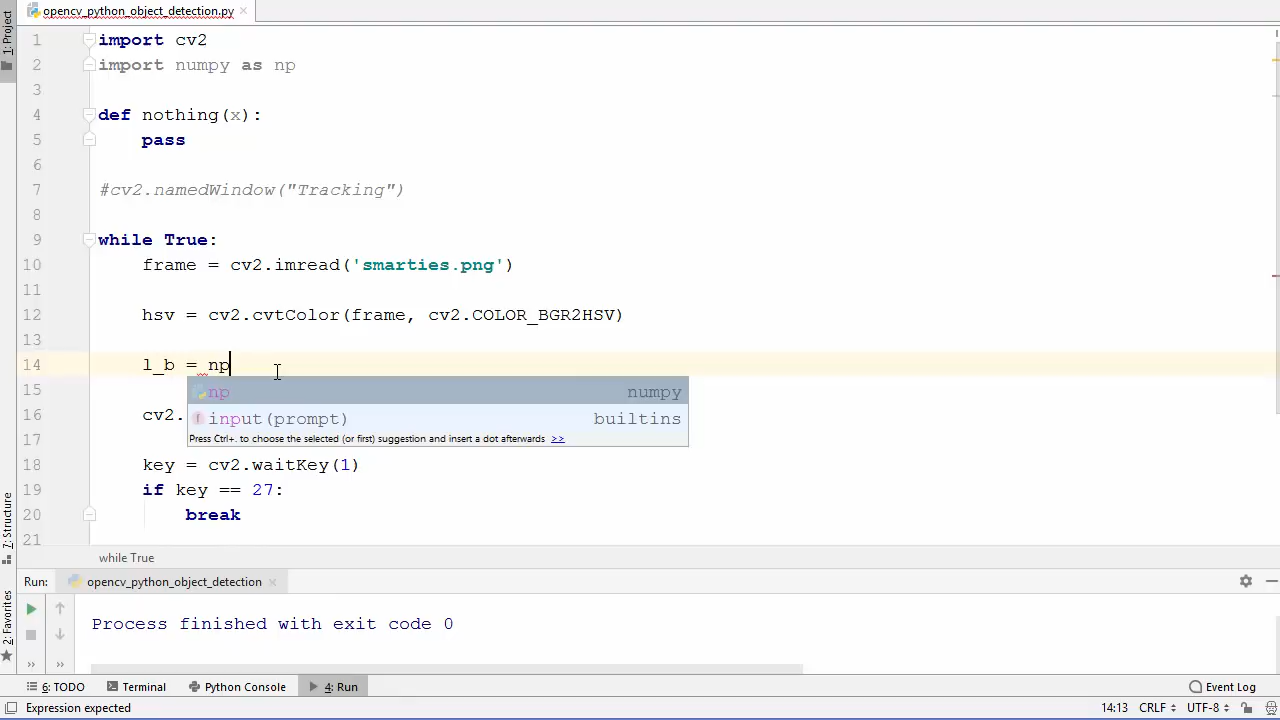 opencv_python_object_detection.py
1: Project
1 import cv2
2 import numpy as np
3
4 def nothing(x):
5 pass
6
7 #cv2.namedWindow("Tracking")
8
9 while True:
10 frame = cv2.imread('smarties.png')
11
12 hsv = cv2.cvtColor(frame, cv2.COLOR_BGR2HSV)
13
14 l_b = np
15
np numpy
16 cv2.
input(prompt) builtins
Press Ctrl+. to choose the selected (or first) suggestion and insert a dot afterwards >>
17
18 key = cv2.waitKey(1)
19 if key == 27:
20 break
21
7: Structure
while True
Run: opencv_python_object_detection
2: Favorites
Process finished with exit code 0
6: TODO Terminal Python Console 4: Run Event Log
Expression expected 14:13 CRLF UTF-8